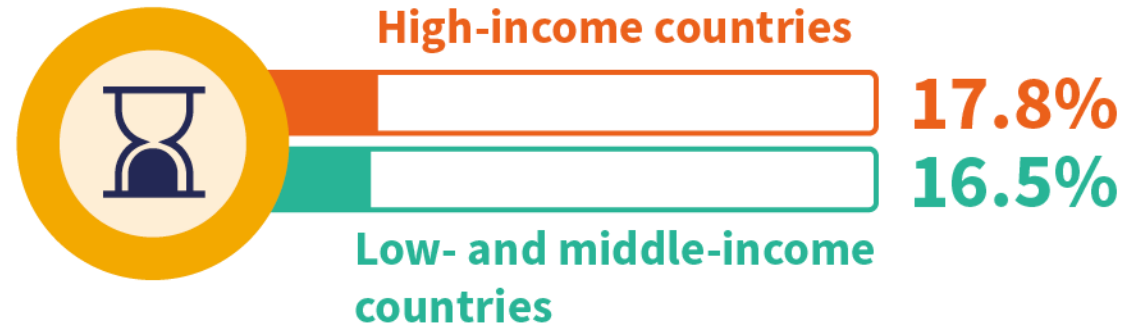 High-income countries
17.8%
16.5%
Low- and middle-income
countries